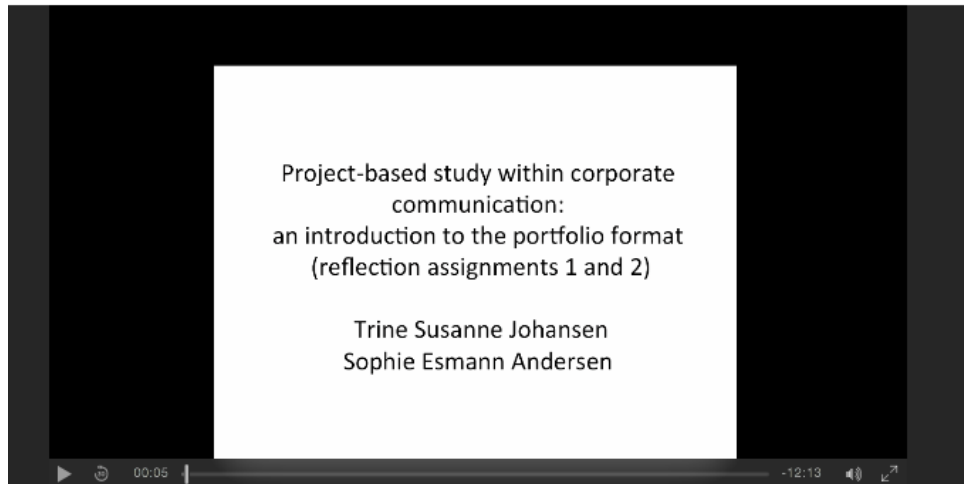 Project-based study within corporate
communication:
an introduction to the portfolio format
(reflection assignments 1 and 2)
Trine Susanne Johansen
Sophie Esmann Andersen
00:05
-12:13